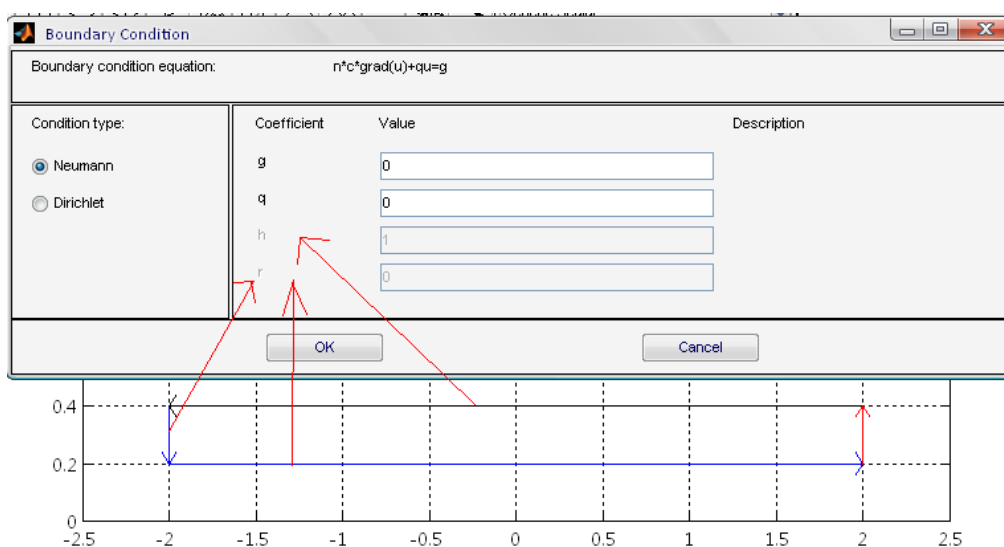 Boundary Condition
Boundary condition equation: n*c*grad(u)+qu=g
Condition type:
Neumann
Dirichlet
Coefficient Value Description
g 0
q 0
h 1
r 0
OK Cancel
0.4
0.2
0
-2.5 -2 -1.5 -1 -0.5 0 0.5 1 1.5 2 2.5